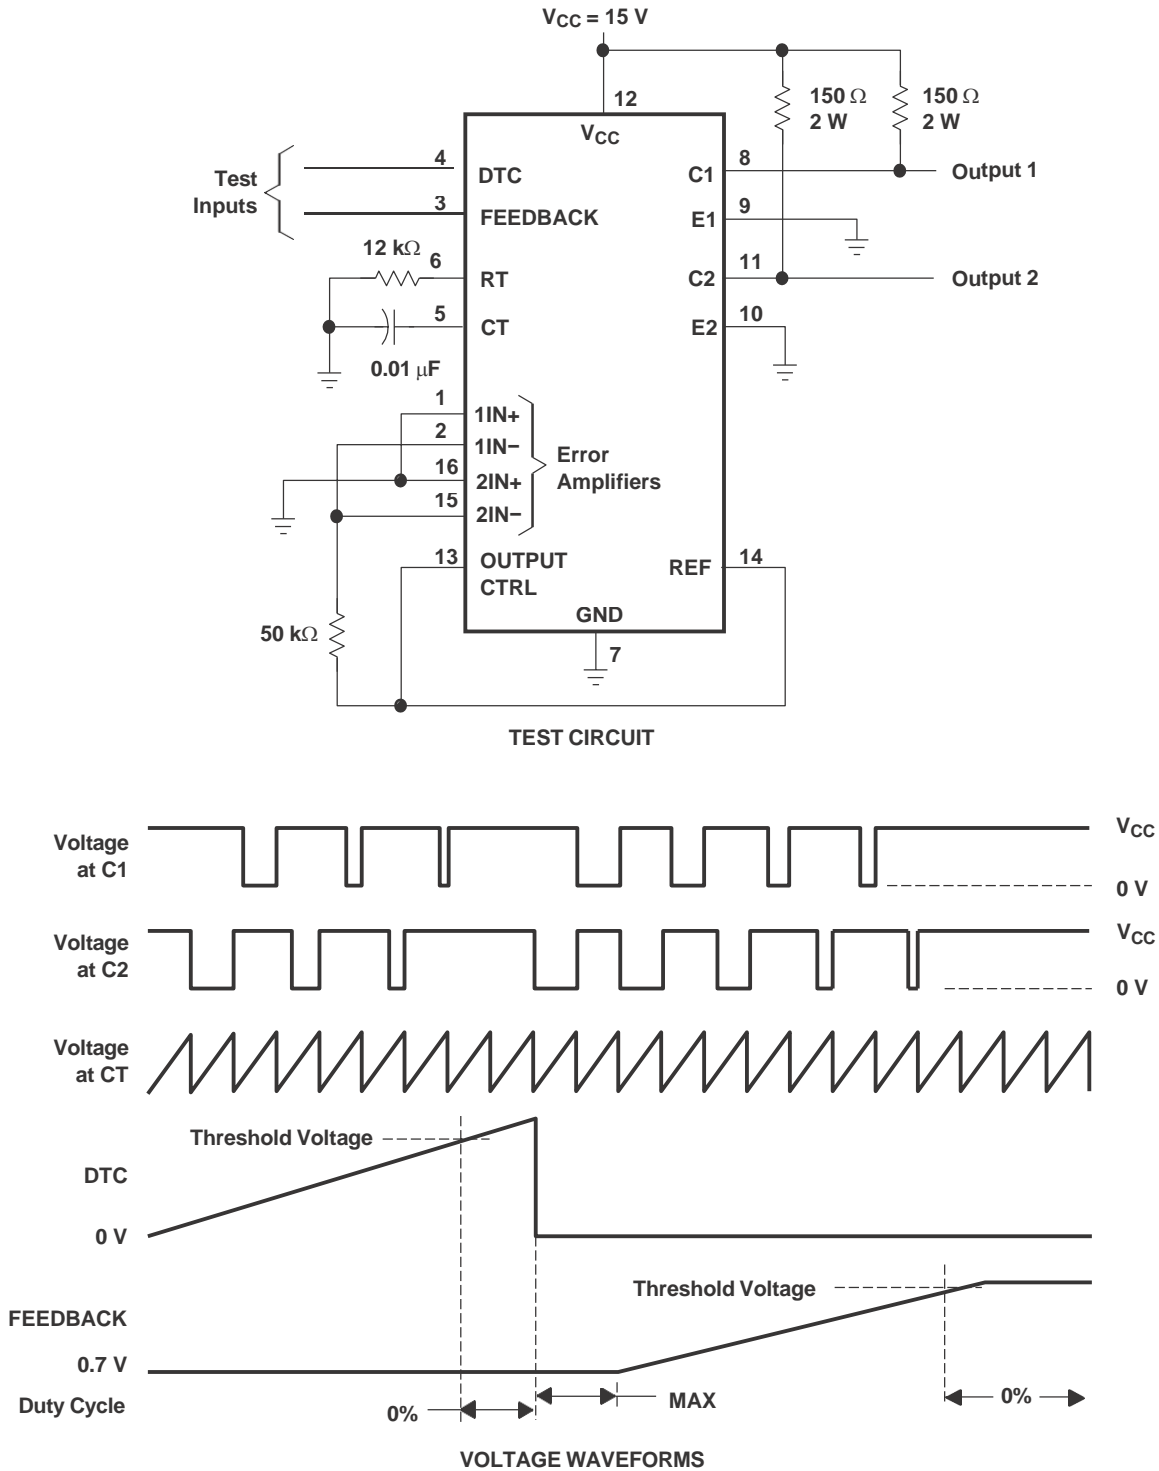 VCC = 15 V
12
VCC
150 Ω
2 W
150 Ω
2 W
Test
Inputs
4
DTC
3
FEEDBACK
C1
8
Output 1
E1
9
12 kΩ
6
RT
C2
11
Output 2
5
CT
E2
10
0.01 μF
1
1IN+
2
1IN−
16
2IN+
15
2IN−
Error
Amplifiers
13
OUTPUT
CTRL
REF
14
GND
7
50 kΩ
TEST CIRCUIT
Voltage
at C1
VCC
0 V
Voltage
at C2
VCC
0 V
Voltage
at CT
Threshold Voltage
DTC
0 V
Threshold Voltage
FEEDBACK
0.7 V
Duty Cycle
0%
MAX
0%
VOLTAGE WAVEFORMS